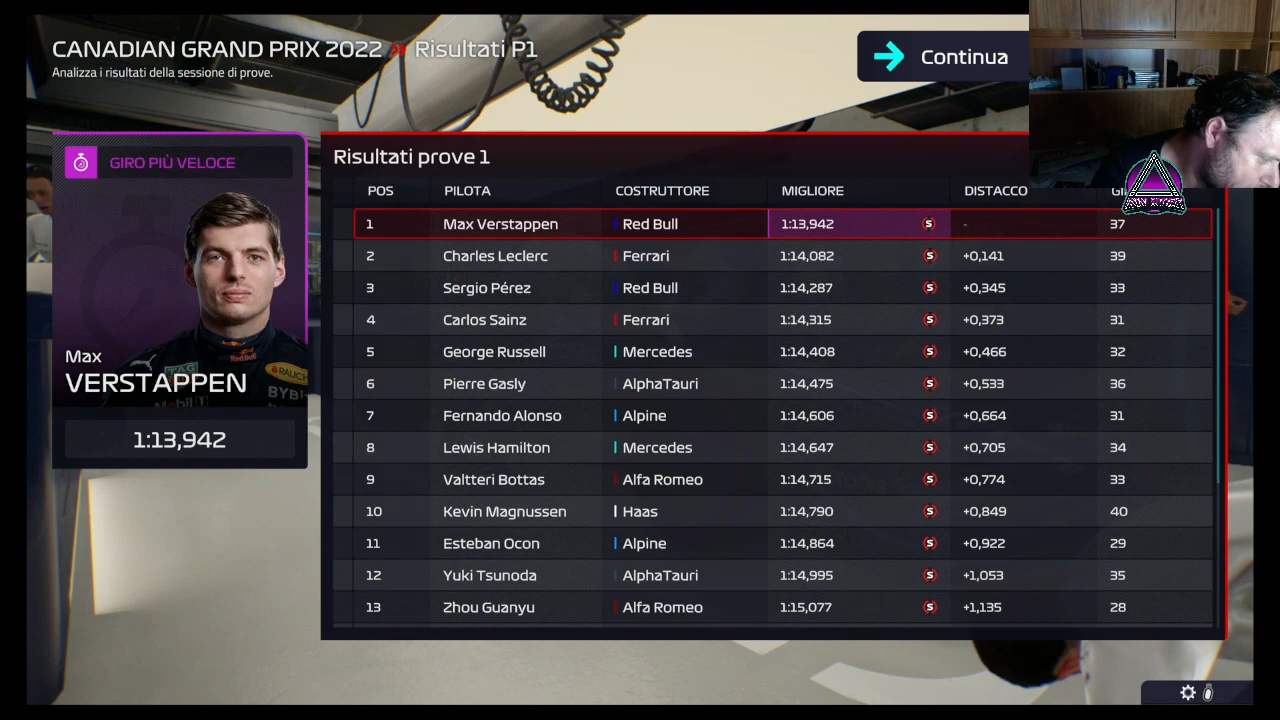 CANADIAN GRAND PRIX 2022 » Risultati P1
Analizza i risultati della sessione di prove.
Continua
GIRO PIÙ VELOCE
Max
VERSTAPPEN
1:13,942
Risultati prove 1
POS PILOTA COSTRUTTORE MIGLIORE DISTACCO
1 Max Verstappen Red Bull 1:13,942 S - 37
2 Charles Leclerc Ferrari 1:14,082 S +0,141 39
3 Sergio Pérez Red Bull 1:14,287 S +0,345 33
4 Carlos Sainz Ferrari 1:14,315 S +0,373 31
5 George Russell Mercedes 1:14,408 S +0,466 32
6 Pierre Gasly AlphaTauri 1:14,475 S +0,533 36
7 Fernando Alonso Alpine 1:14,606 S +0,664 31
8 Lewis Hamilton Mercedes 1:14,647 S +0,705 34
9 Valtteri Bottas Alfa Romeo 1:14,715 S +0,774 33
10 Kevin Magnussen Haas 1:14,790 S +0,849 40
11 Esteban Ocon Alpine 1:14,864 S +0,922 29
12 Yuki Tsunoda AlphaTauri 1:14,995 S +1,053 35
13 Zhou Guanyu Alfa Romeo 1:15,077 S +1,135 28